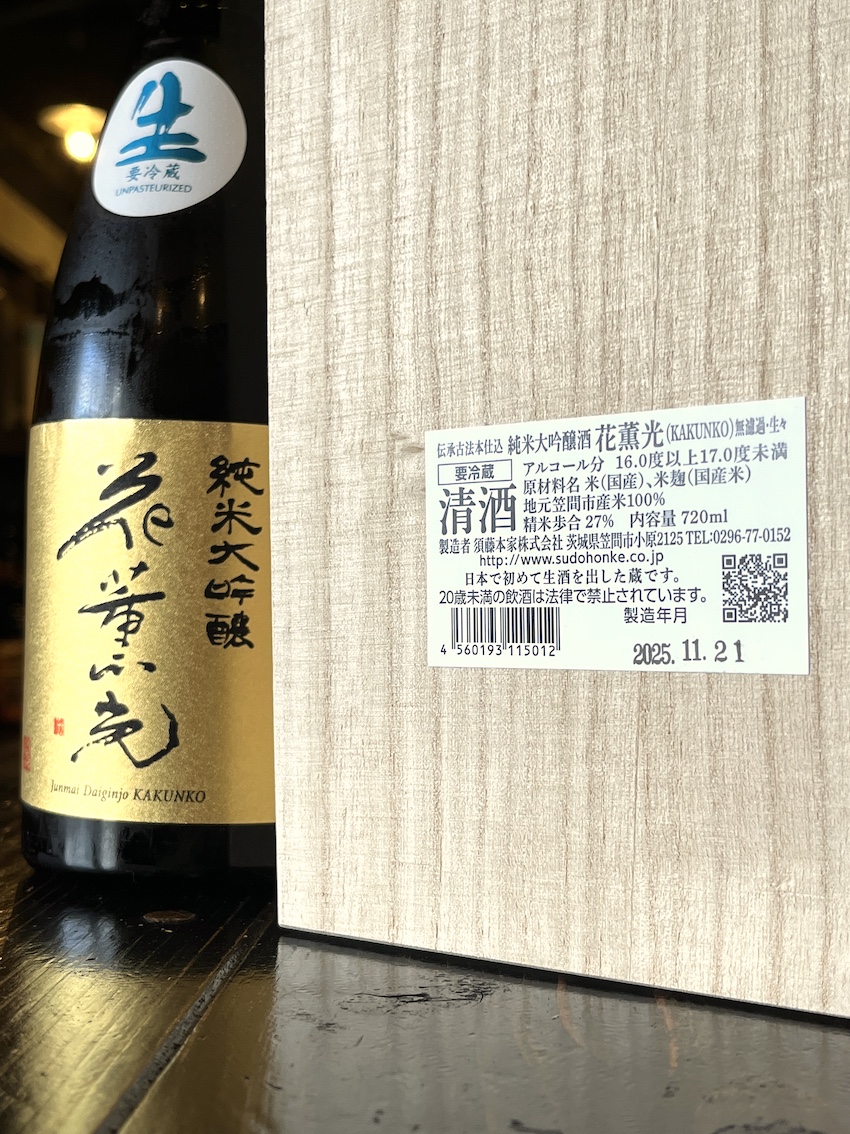 生
要冷蔵
UNPASTEURIZED
純米大吟醸
花薫光
Junmai Daiginjo KAKUNKO
伝承古法本仕込 純米大吟醸酒 花薫光(KAKUNKO)無濾過・生々
要冷蔵 アルコール分 16.0度以上17.0度未満
清酒 原材料名 米(国産)、米麹(国産米)
地元笠間市産米100%
精米歩合 27% 内容量 720ml
製造者 須藤本家株式会社 茨城県笠間市小原2125 TEL:0296-77-0152
http://www.sudohonke.co.jp
日本で初めて生酒を出した蔵です。
20歳未満の飲酒は法律で禁止されています。
製造年月
4 560193 115012
2025.11.21